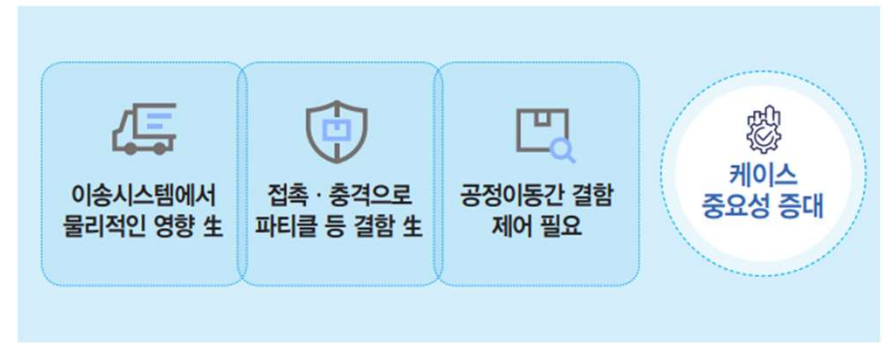 이송시스템에서
물리적인 영향 生
접촉 · 충격으로
파티클 등 결함 生
공정이동간 결함
제어 필요
케이스
중요성 증대